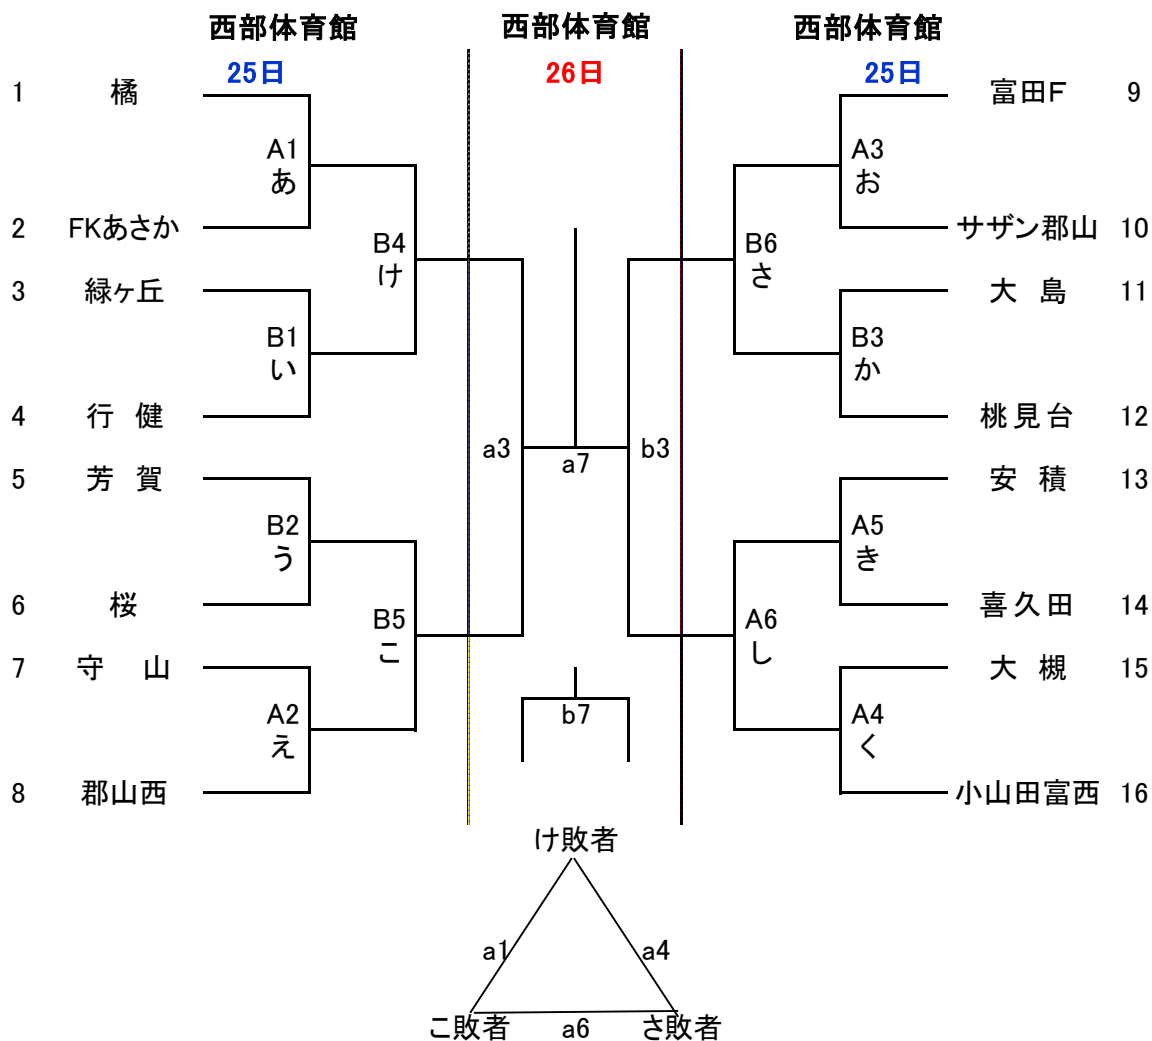 西部体育館 西部体育館 西部体育館
25日 26日 25日
1 橘 富田F 9
A1 A3
あ お
2 FKあさか サザン郡山 10
B4 B6
け さ
3 緑ヶ丘 大 島 11
B1 B3
い か
4 行 健 桃見台 12
a3 a7 b3
5 芳 賀 安 積 13
B2 A5
う き
6 桜 喜久田 14
B5 A6
こ し
7 守 山 大 槻 15
A2 b7 A4
え く
8 郡山西 小山田富西 16
け敗者
a1 a4
こ敗者 a6 さ敗者